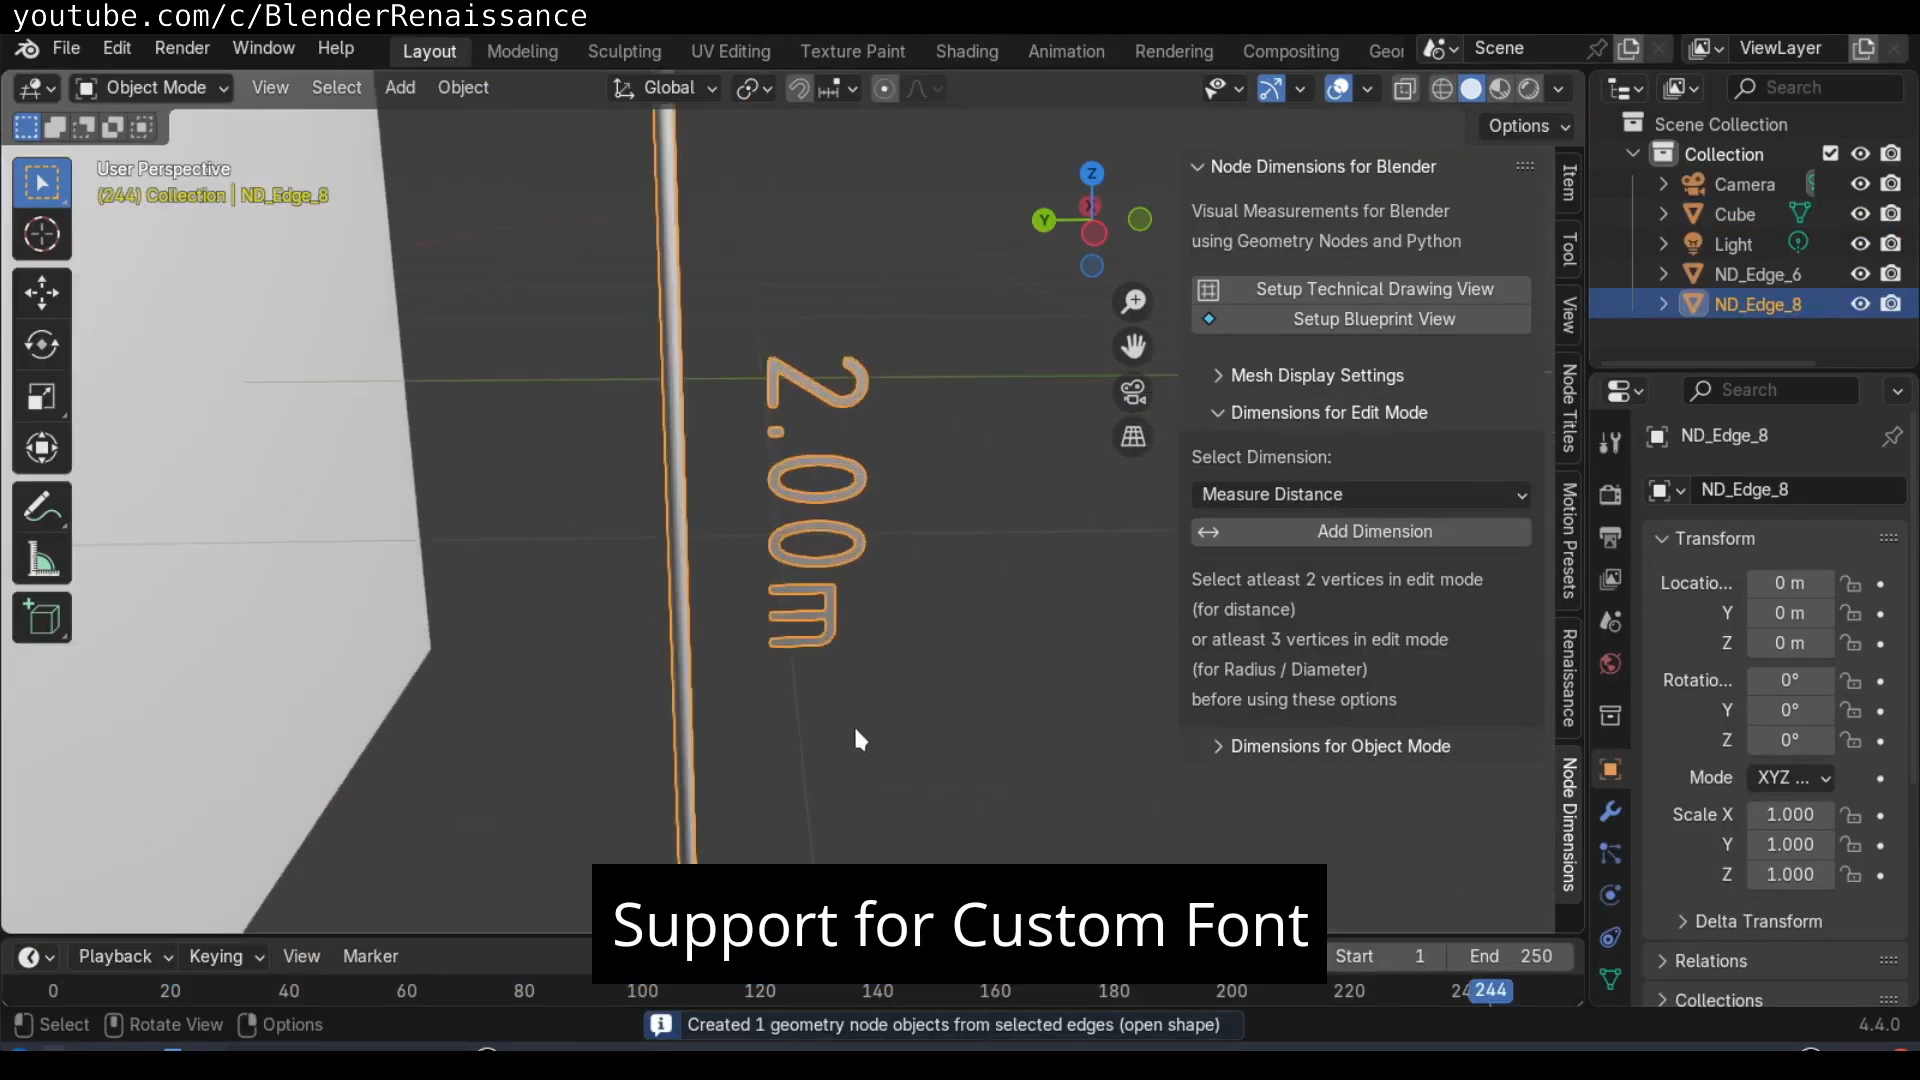 youtube.com/c/BlenderRenaissance
File Edit Render Window Help Layout Modeling Sculpting UV Editing Texture Paint Shading Animation Rendering Compositing Scene ViewLayer
Object Mode View Select Add Object Global Search
Options
User Perspective
(244) Collection | ND_Edge_8
2.00m
Node Dimensions for Blender
Visual Measurements for Blender
using Geometry Nodes and Python
Setup Technical Drawing View
Setup Blueprint View
Mesh Display Settings
Dimensions for Edit Mode
Select Dimension:
Measure Distance
Add Dimension
Select atleast 2 vertices in edit mode
(for distance)
or atleast 3 vertices in edit mode
(for Radius / Diameter)
before using these options
Dimensions for Object Mode
Item
Tool
View
Node Titles
Motion Presets
Renaissance
Node Dimensions
Scene Collection
Collection
Camera
Cube
Light
ND_Edge_6
ND_Edge_8
Search
ND_Edge_8
ND_Edge_8
Transform
Locatio... 0 m
Y 0 m
Z 0 m
Rotatio... 0°
Y 0°
Z 0°
Mode XYZ ...
Scale X 1.000
Y 1.000
Z 1.000
Delta Transform
Relations
Collections
Support for Custom Font
Playback Keying View Marker Start 1 End 250
0 20 40 60 80 100 120 140 160 180 200 220 244
Select Rotate View Options Created 1 geometry node objects from selected edges (open shape) 4.4.0